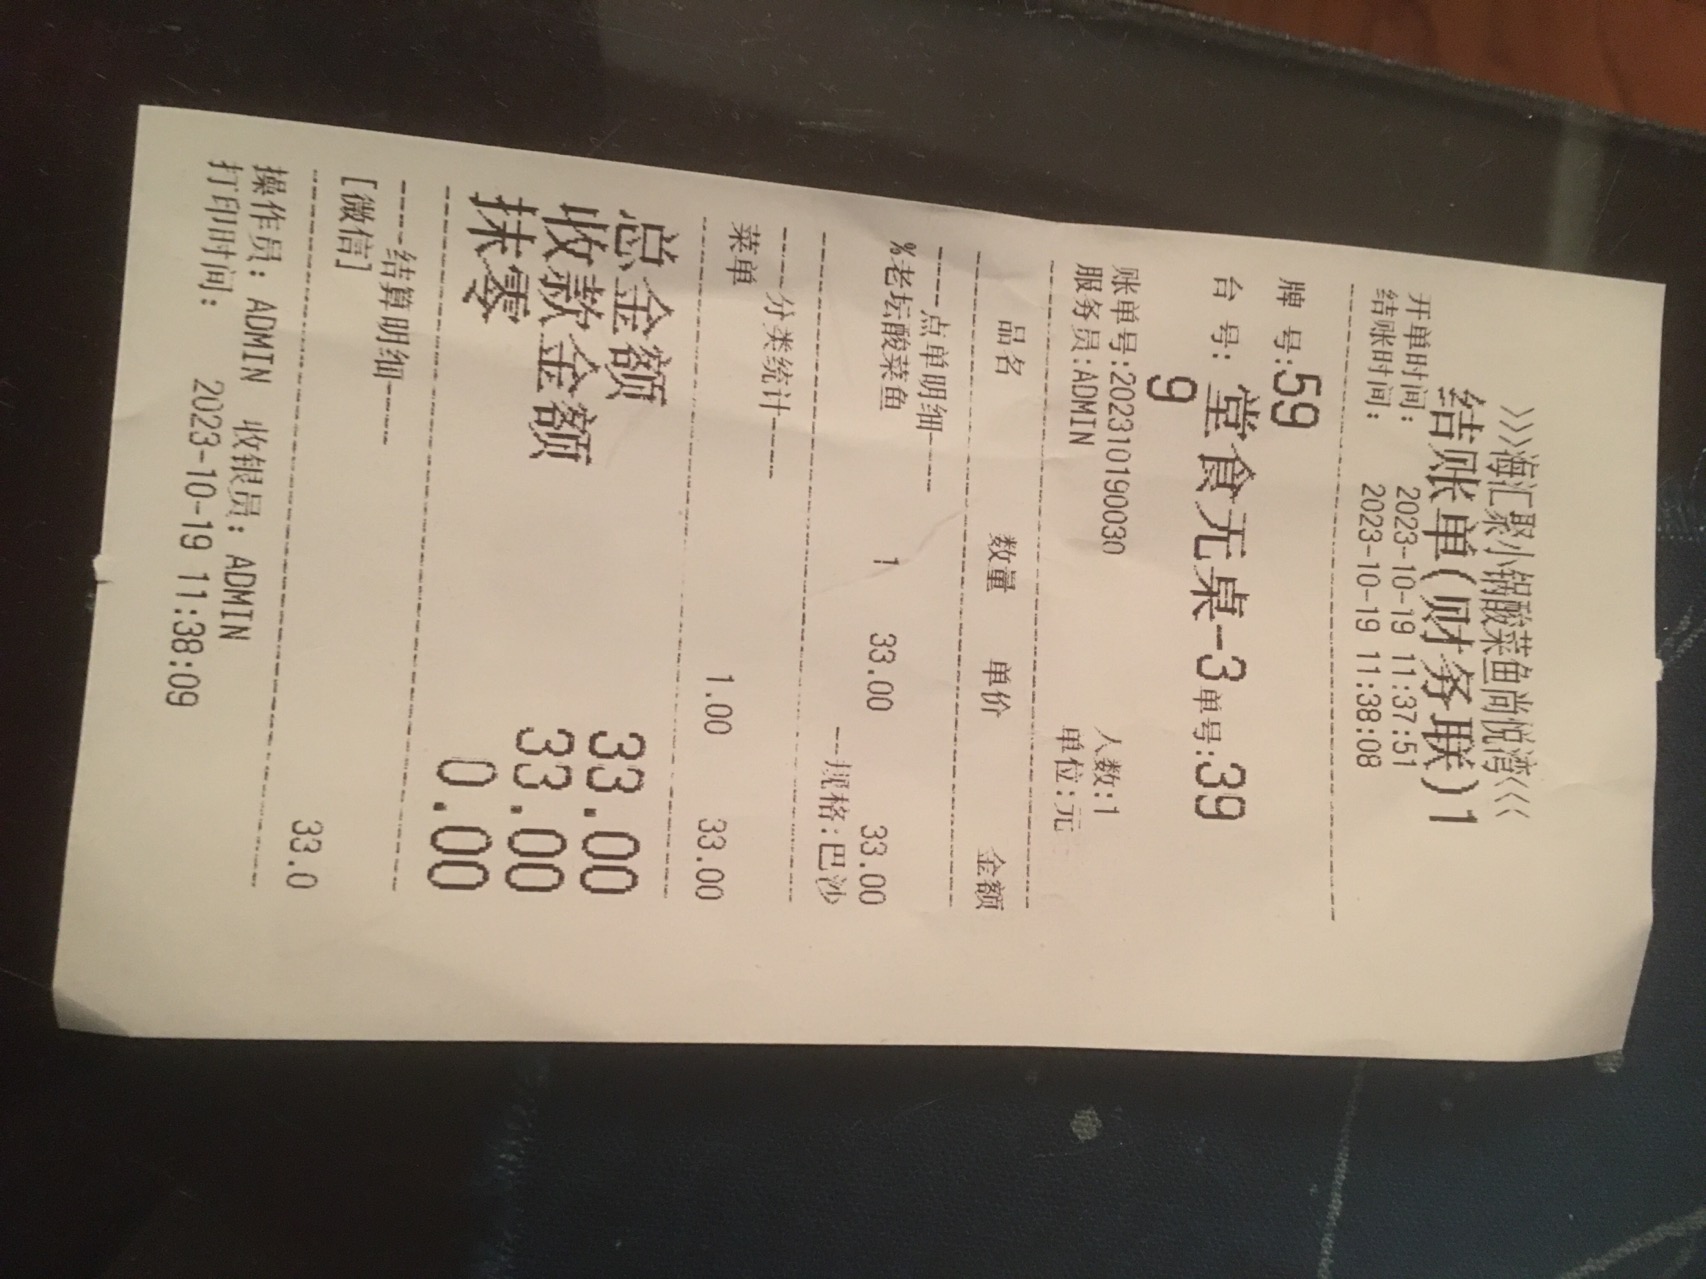 >>>海汇聚小锅酸菜鱼尚悦湾<<<
结账单(财务联)1
开单时间: 2023-10-19 11:37:51
结账时间: 2023-10-19 11:38:08
牌 号:59
台 号: 堂食无桌-3 单号:39
9
账单号:202310190030 人数:1
服务员:ADMIN 单位:元
品名 数量 单价 金额
----点单明细----
%老坛酸菜鱼 1 33.00 33.00
---规格:巴沙
----分类统计----
菜单 1.00 33.00
总金额 33.00
收款金额 33.00
抹零 0.00
----结算明细----
[微信] 33.0
操作员: ADMIN 收银员: ADMIN
打印时间: 2023-10-19 11:38:09